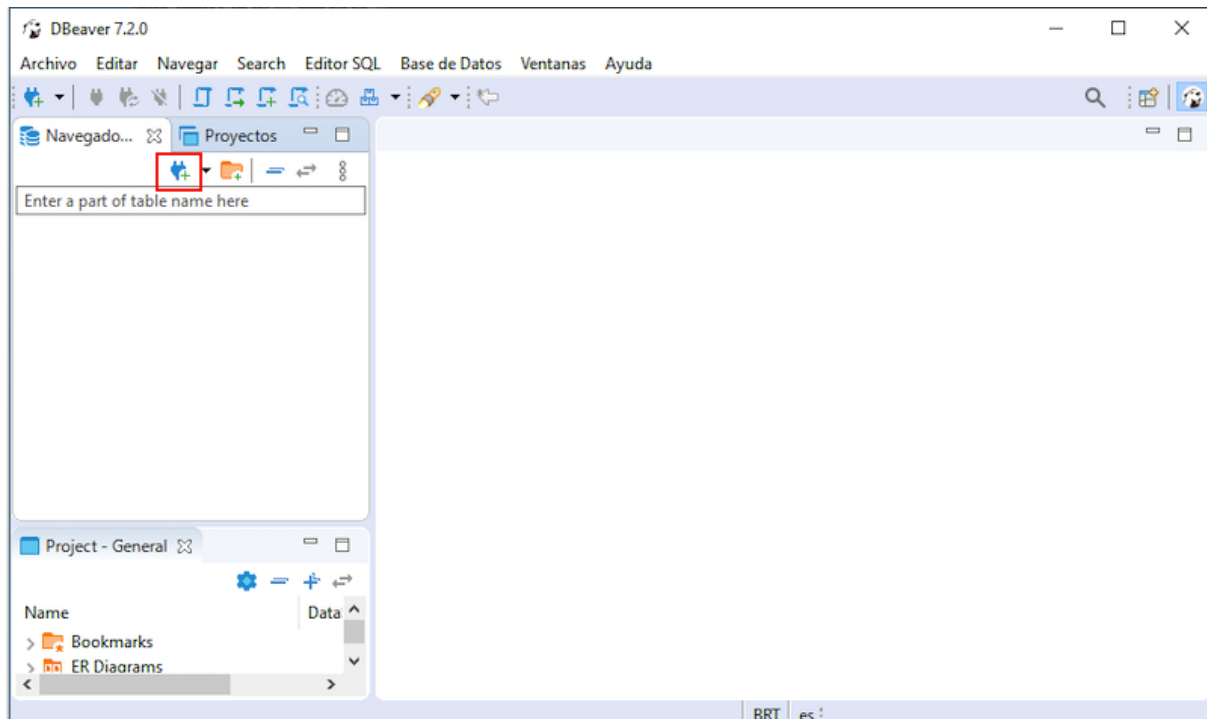 DBeaver 7.2.0
Archivo Editar Navegar Search Editor SQL Base de Datos Ventanas Ayuda
Navegado... Proyectos
Enter a part of table name here
Project - General
Name Data
Bookmarks
ER Diagrams
BRT es